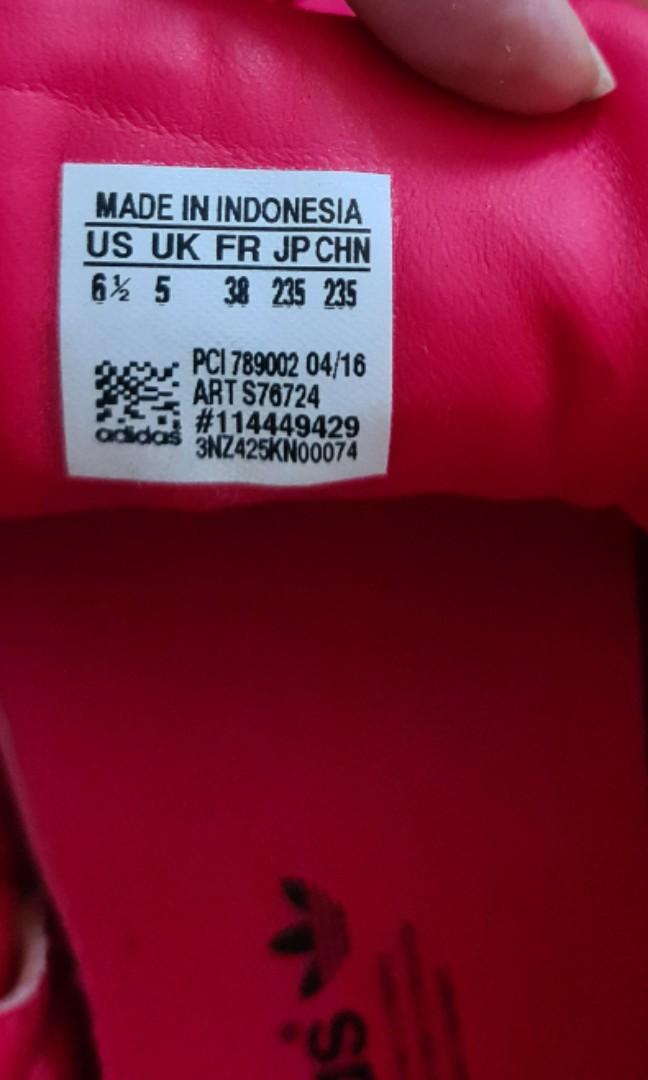 MADE IN INDONESIA
US UK FR JP CHN
6½ 5 38 235 235
PCI 789002 04/16
ART S76724
#114449429
adidas
3NZ425KN00074